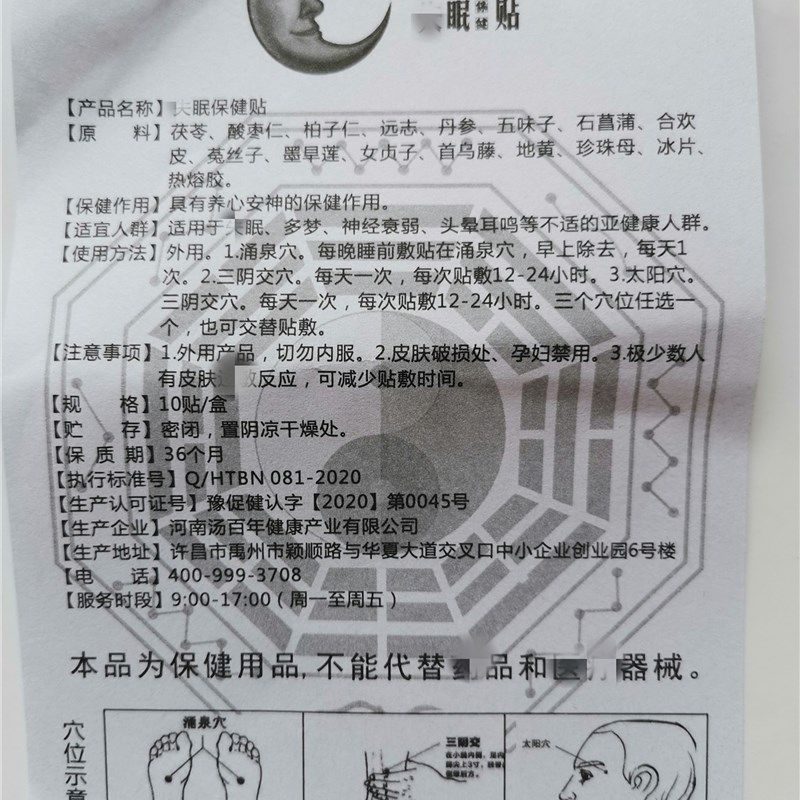 眠保健贴
【产品名称】失眠保健贴
【原 料】茯苓、酸枣仁、柏子仁、远志、丹参、五味子、石菖蒲、合欢
皮、菟丝子、墨旱莲、女贞子、首乌藤、地黄、珍珠母、冰片、
热熔胶。
【保健作用】具有养心安神的保健作用。
【适宜人群】适用于失眠、多梦、神经衰弱、头晕耳鸣等不适的亚健康人群。
【使用方法】外用。1.涌泉穴。每晚睡前敷贴在涌泉穴，早上除去，每天1
次。2.三阴交穴。每天一次，每次贴敷12-24小时。3.太阳穴。
三阴交穴。每天一次，每次贴敷12-24小时。三个穴位任选一
个，也可交替贴敷。
【注意事项】1.外用产品，切勿内服。2.皮肤破损处、孕妇禁用。3.极少数人
有皮肤过敏反应，可减少贴敷时间。
【规 格】10贴/盒
【贮 存】密闭，置阴凉干燥处。
【保 质 期】36个月
【执行标准号】Q/HTBN 081-2020
【生产许可证号】豫促健认字【2020】第0045号
【生产企业】河南汤百年健康产业有限公司
【生产地址】许昌市禹州市颖顺路与华夏大道交叉口中小企业创业园6号楼
【电 话】400-999-3708
【服务时段】9:00-17:00（周一至周五）
本品为保健用品,不能代替药品和医疗器械。
穴位示意
涌泉穴
三阴交
太阳穴